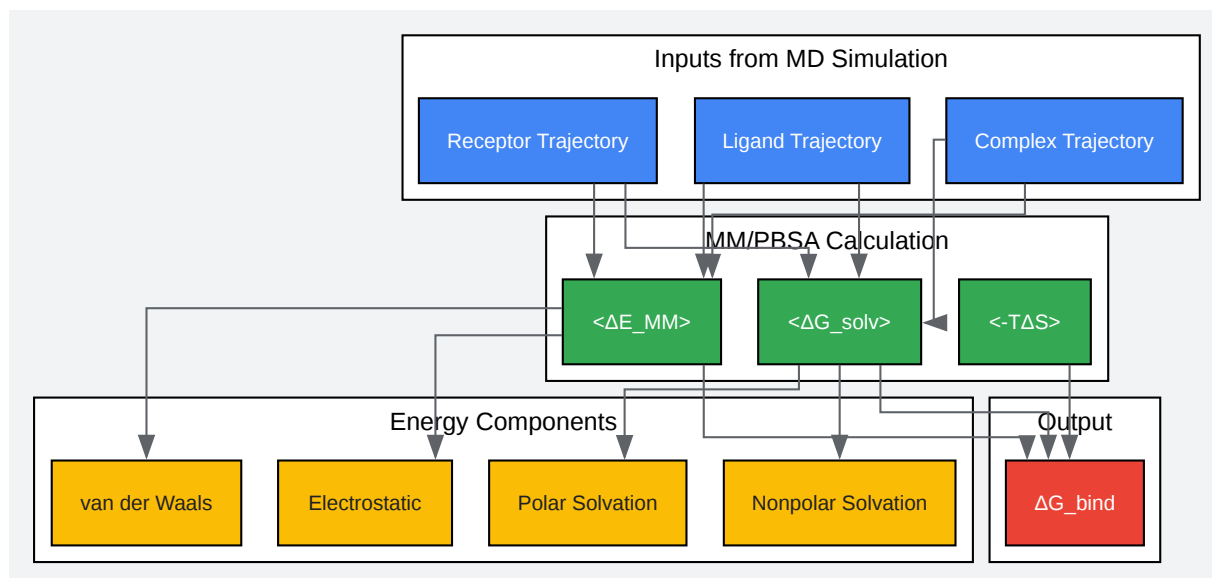 Inputs from MD Simulation
Receptor Trajectory
Ligand Trajectory
Complex Trajectory
MM/PBSA Calculation
<ΔE_MM>
<ΔG_solv>
<-TΔS>
Energy Components
Output
van der Waals
Electrostatic
Polar Solvation
Nonpolar Solvation
ΔG_bind